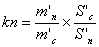 kn = m'ₙ/m'꜀ × S'꜀/S'ₙ